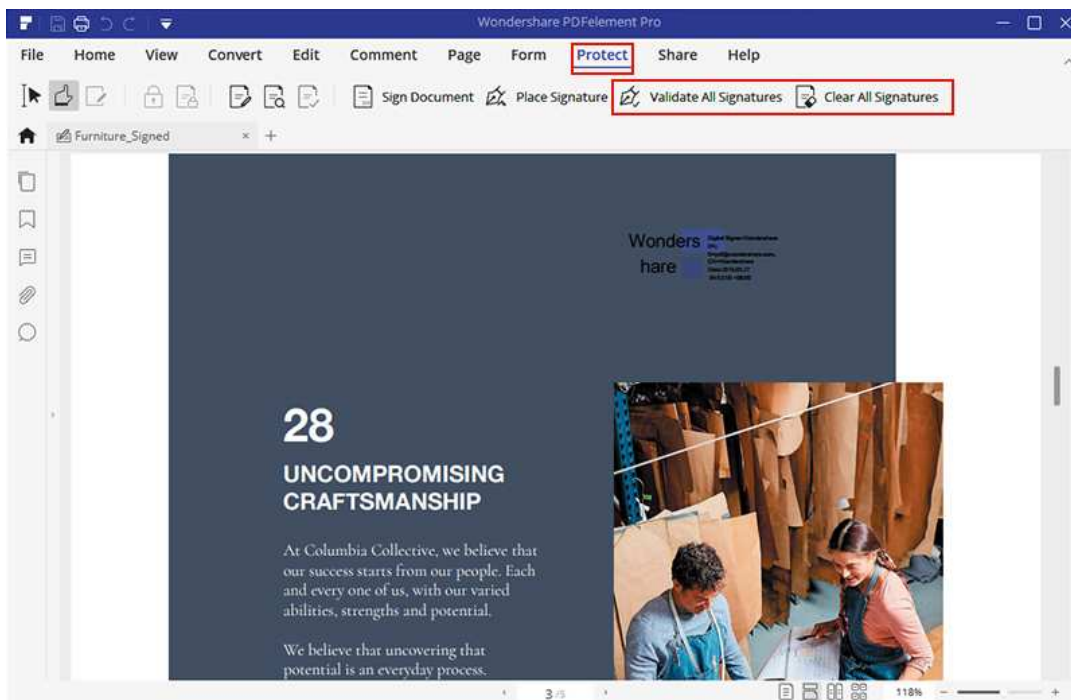 Wondershare PDFelement Pro
File Home View Convert Edit Comment Page Form Protect Share Help
Sign Document Place Signature Validate All Signatures Clear All Signatures
Furniture_Signed
Wonders
hare
28
UNCOMPROMISING
CRAFTSMANSHIP
At Columbia Collective, we believe that
our success starts from our people. Each
and every one of us, with our varied
abilities, strengths and potential.
We believe that uncovering that
potential is an everyday process.
3 /5 118%